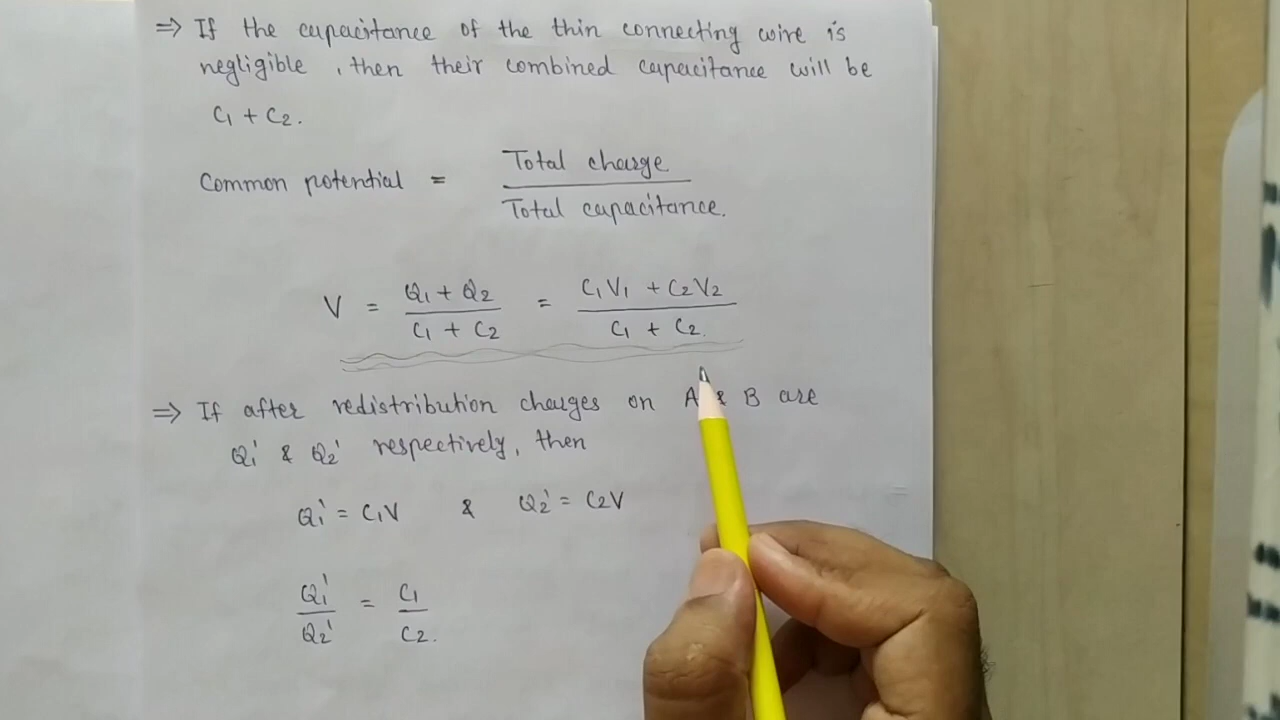 ⇒ If the capacitance of the thin connecting wire is
negligible, then their combined capacitance will be
C1 + C2.
Common potential = Total charge / Total capacitance.
V = Q1 + Q2 / C1 + C2 = C1V1 + C2V2 / C1 + C2.
⇒ If after redistribution charges on A & B are
Q1' & Q2' respectively, then
Q1' = C1V & Q2' = C2V
Q1' / Q2' = C1 / C2.